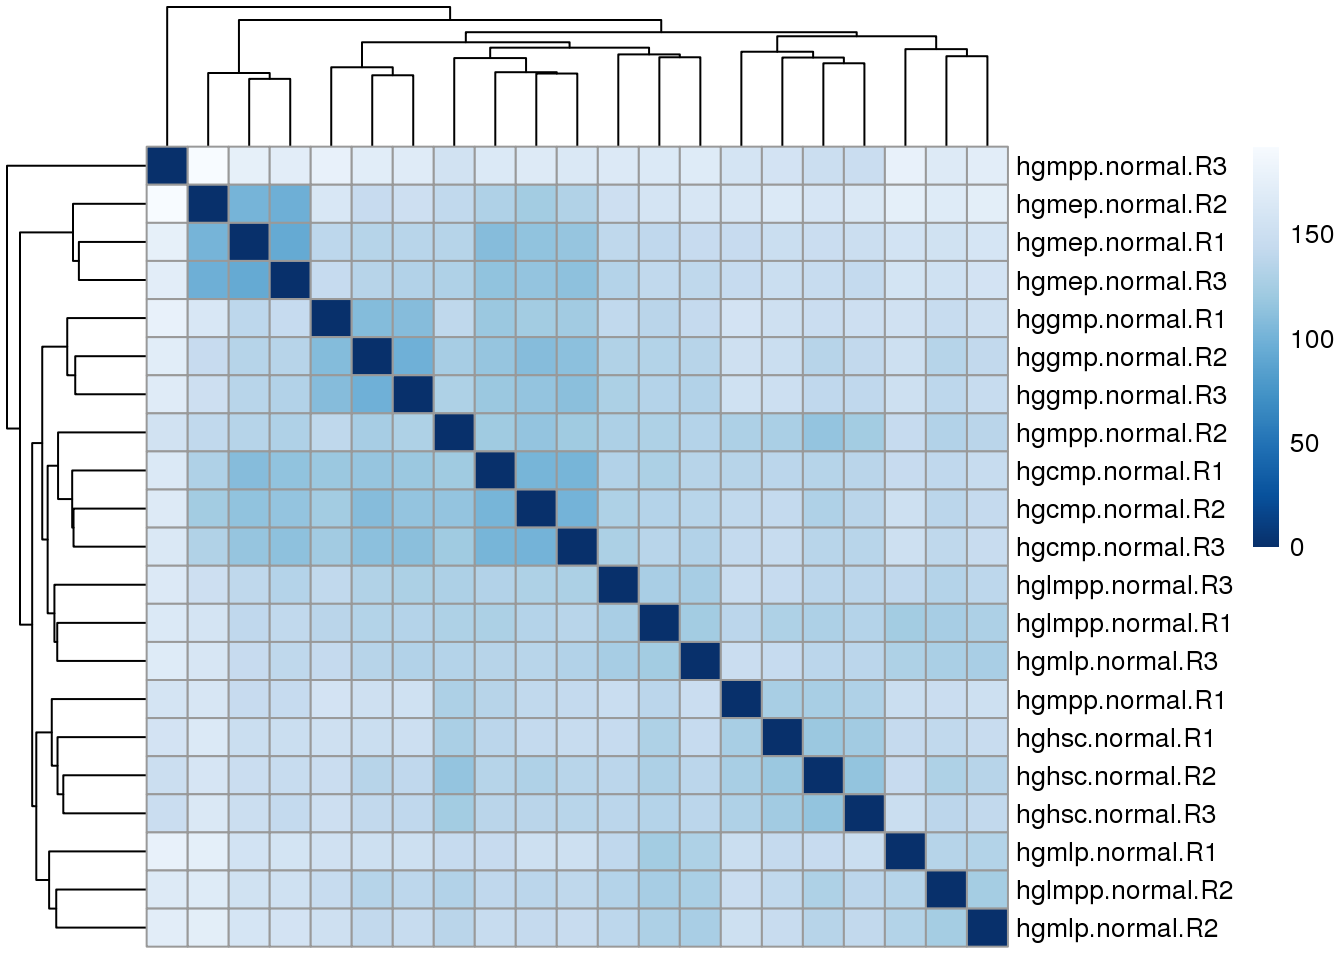 hgmpp.normal.R3
hgmep.normal.R2
hgmep.normal.R1
hgmep.normal.R3
hggmp.normal.R1
hggmp.normal.R2
hggmp.normal.R3
hgmpp.normal.R2
hgcmp.normal.R1
hgcmp.normal.R2
hgcmp.normal.R3
hglmpp.normal.R3
hglmpp.normal.R1
hgmlp.normal.R3
hgmpp.normal.R1
hghsc.normal.R1
hghsc.normal.R2
hghsc.normal.R3
hgmlp.normal.R1
hglmpp.normal.R2
hgmlp.normal.R2
150
100
50
0